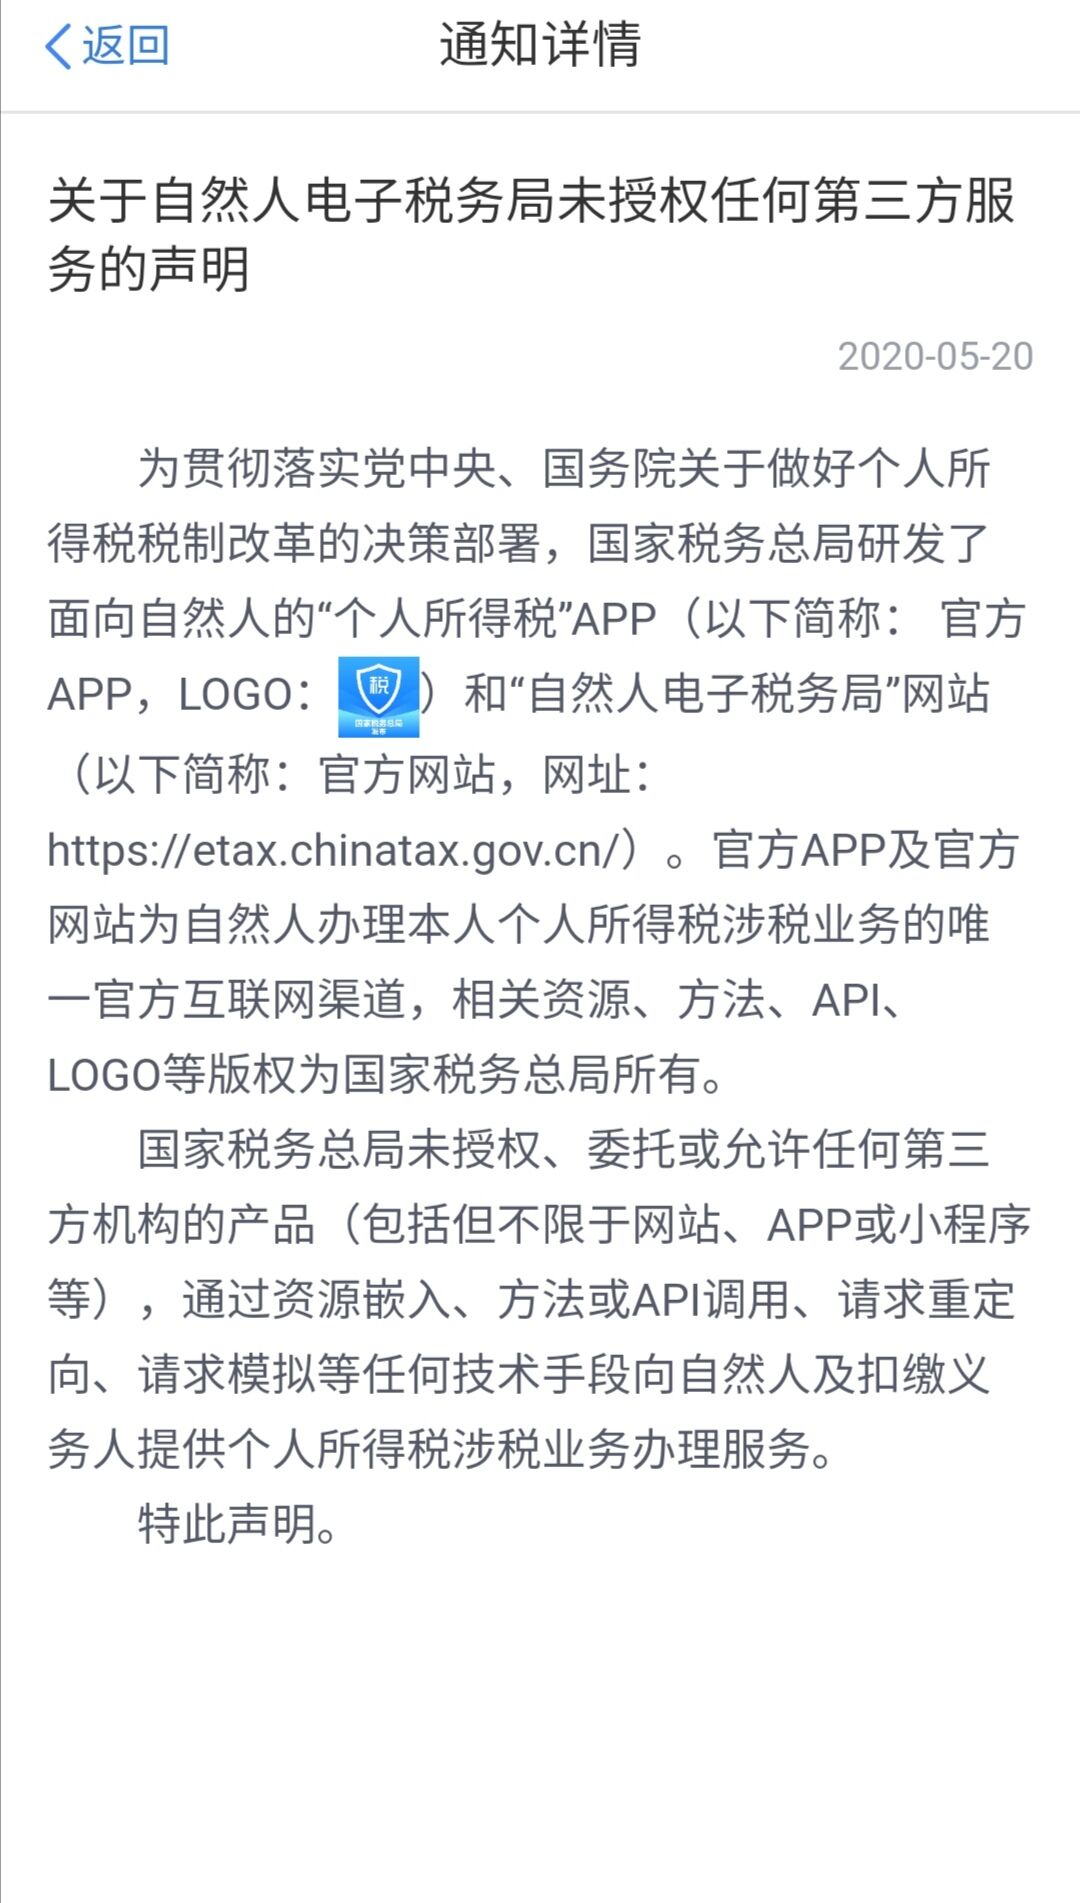 返回
通知详情
关于自然人电子税务局未授权任何第三方服
务的声明
2020-05-20
为贯彻落实党中央、国务院关于做好个人所
得税税制改革的决策部署，国家税务总局研发了
面向自然人的“个人所得税”APP（以下简称： 官方
APP，LOGO：税 国家税务总局 发布）和“自然人电子税务局”网站
（以下简称：官方网站，网址：
https://etax.chinatax.gov.cn/）。官方APP及官方
网站为自然人办理本人个人所得税涉税业务的唯
一官方互联网渠道，相关资源、方法、API、
LOGO等版权为国家税务总局所有。
国家税务总局未授权、委托或允许任何第三
方机构的产品（包括但不限于网站、APP或小程序
等），通过资源嵌入、方法或API调用、请求重定
向、请求模拟等任何技术手段向自然人及扣缴义
务人提供个人所得税涉税业务办理服务。
特此声明。